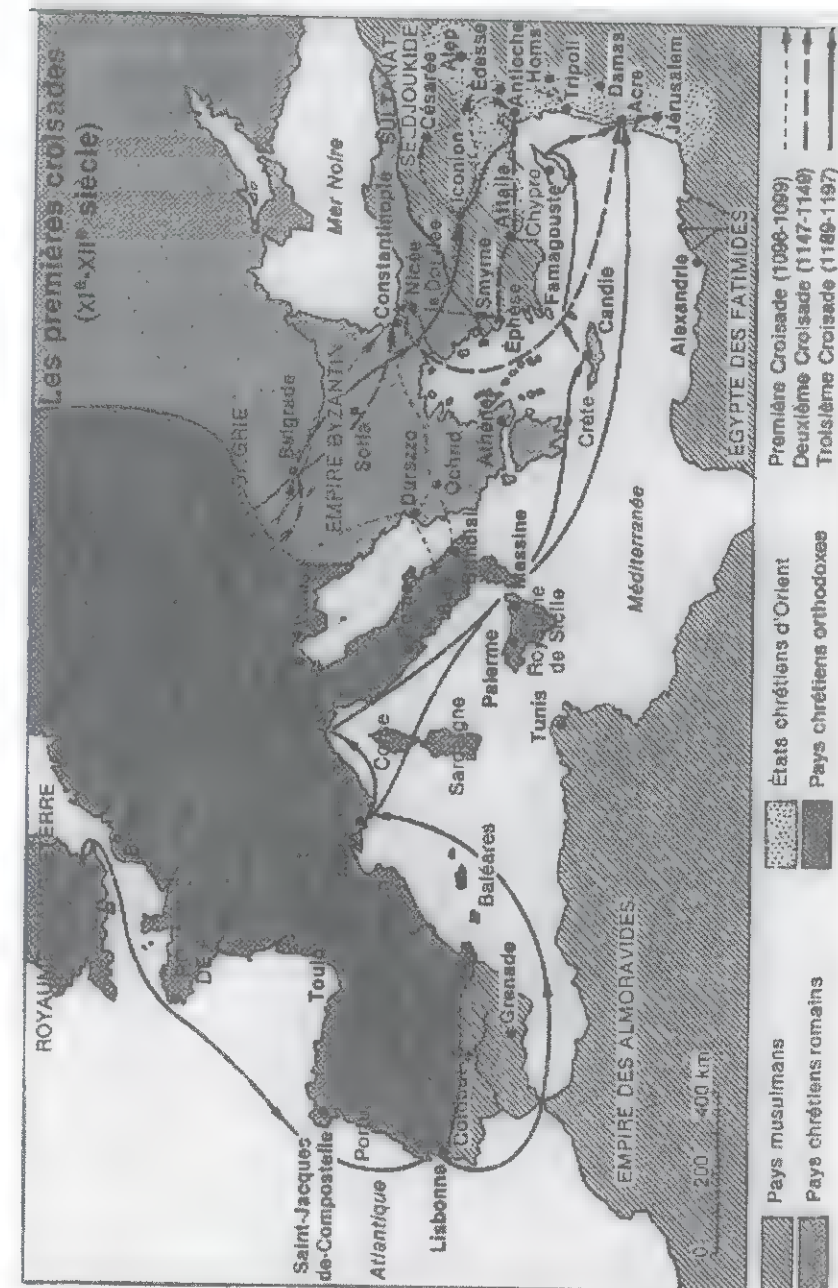 Les premières croisades
(XIe-XIIe siècle)
ROYAUME
Mer Noire
Belgrade
EMPIRE BYZANTIN
Sofia
Constantinople
Nicée
SULTANAT
SELDJOUKIDE
Césarée
Iconion
Alep
Edesse
Antioche
Homs
Tripoli
Damas
Acre
Jérusalem
Attalie
Smyrne
Ephèse
Chypre
Famagouste
Durazzo
Ochrid
Athènes
Crète
Candie
Messine
Palerme
Royaume
de Sicile
Sardaigne
Tunis
Méditerranée
Alexandrie
EGYPTE DES FATIMIDES
Saint-Jacques
de-Compostelle
Atlantique
Lisbonne
Baléares
Grenade
EMPIRE DES ALMORAVIDES
0 200 400 km
Pays musulmans
Pays chrétiens romains
États chrétiens d'Orient
Pays chrétiens orthodoxes
Première Croisade (1096-1099)
Deuxième Croisade (1147-1149)
Troisième Croisade (1189-1197)